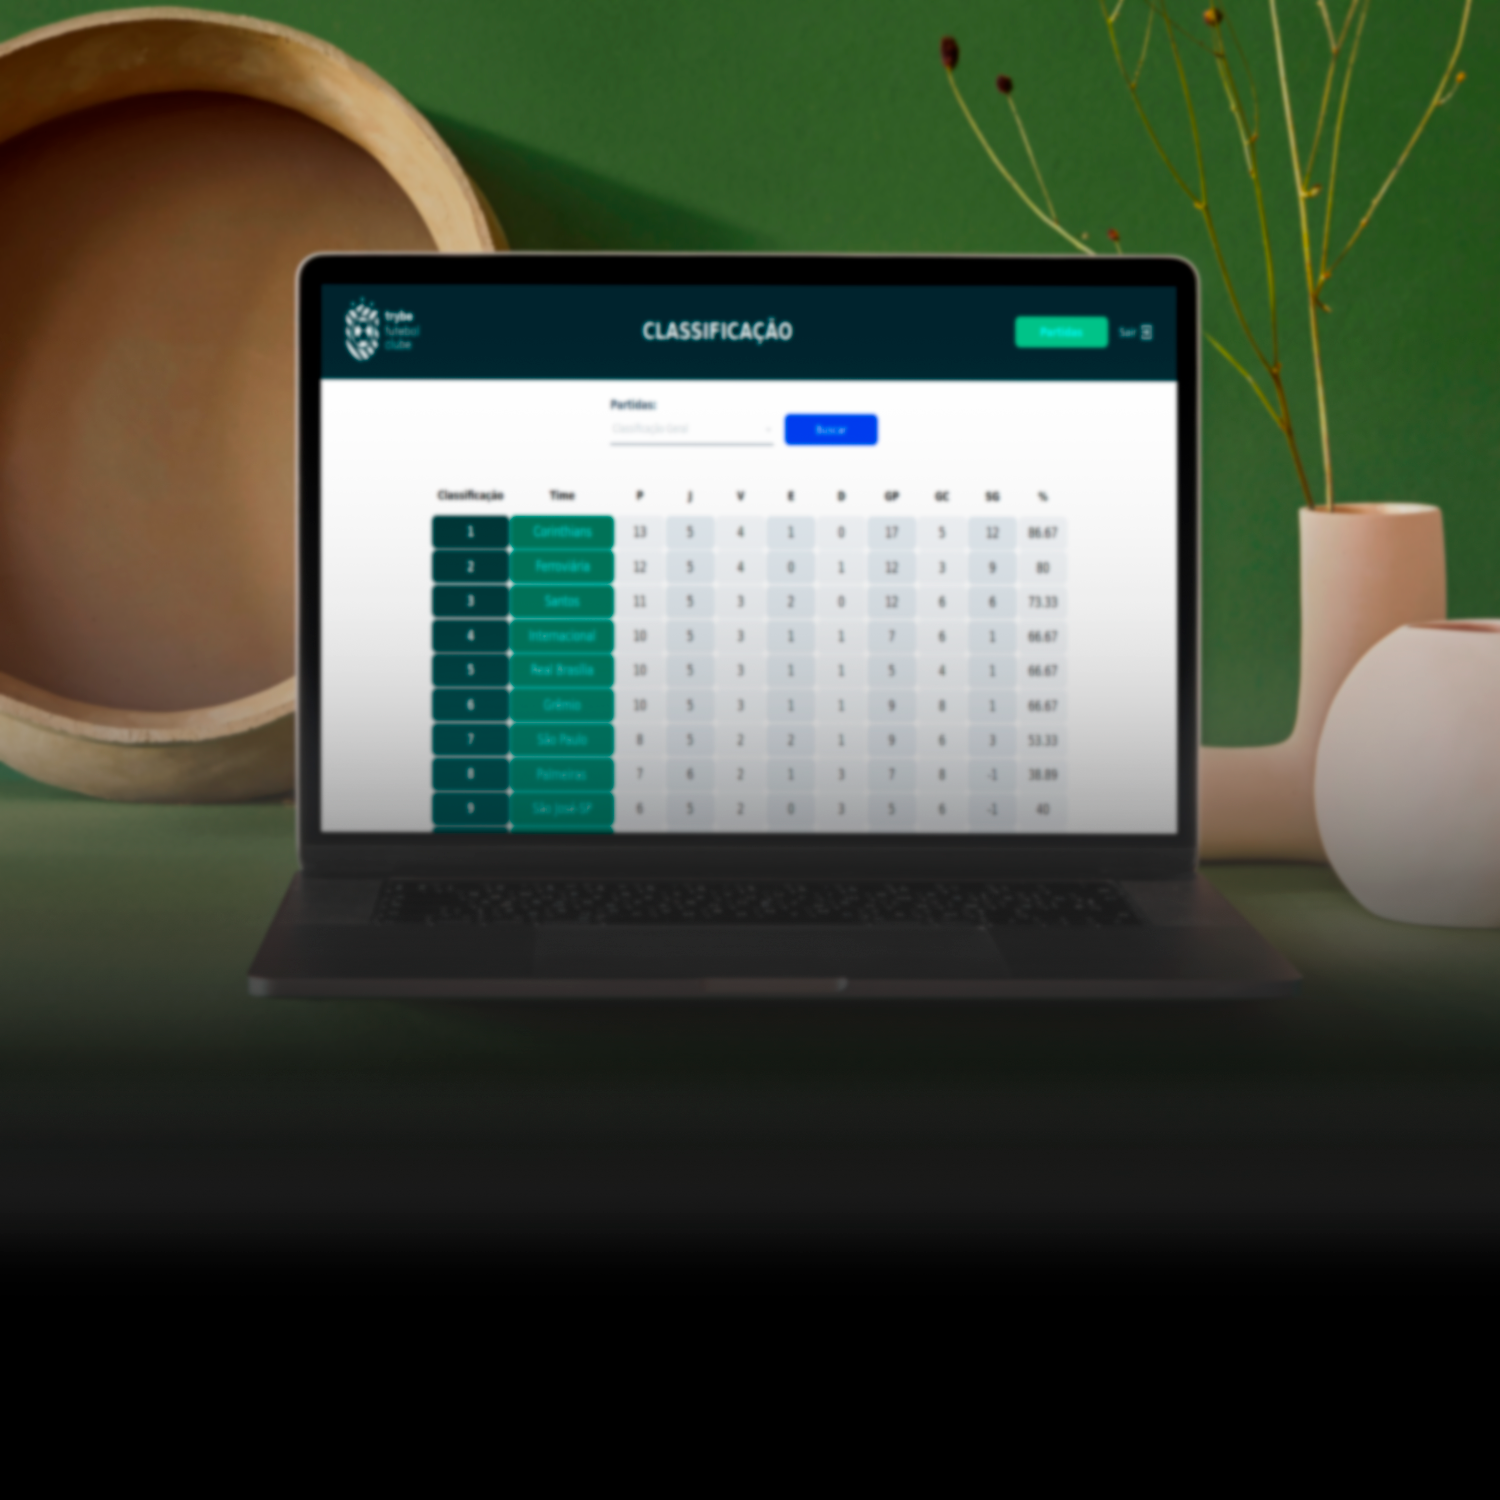 trybe
futebol
clube
CLASSIFICAÇÃO
Partidas
Sair
Partidas:
Classificação Geral
Buscar
Classificação Time P J V E D GP GC SG %
1 Corinthians 13 5 4 1 0 17 5 12 86.67
2 Ferroviária 12 5 4 0 1 12 3 9 80
3 Santos 11 5 3 2 0 12 6 6 73.33
4 Internacional 10 5 3 1 1 7 6 1 66.67
5 Real Brasília 10 5 3 1 1 5 4 1 66.67
6 Grêmio 10 5 3 1 1 9 8 1 66.67
7 São Paulo 8 5 2 2 1 9 6 3 53.33
8 Palmeiras 7 6 2 1 3 7 8 -1 38.89
9 São José-SP 6 5 2 0 3 5 6 -1 40